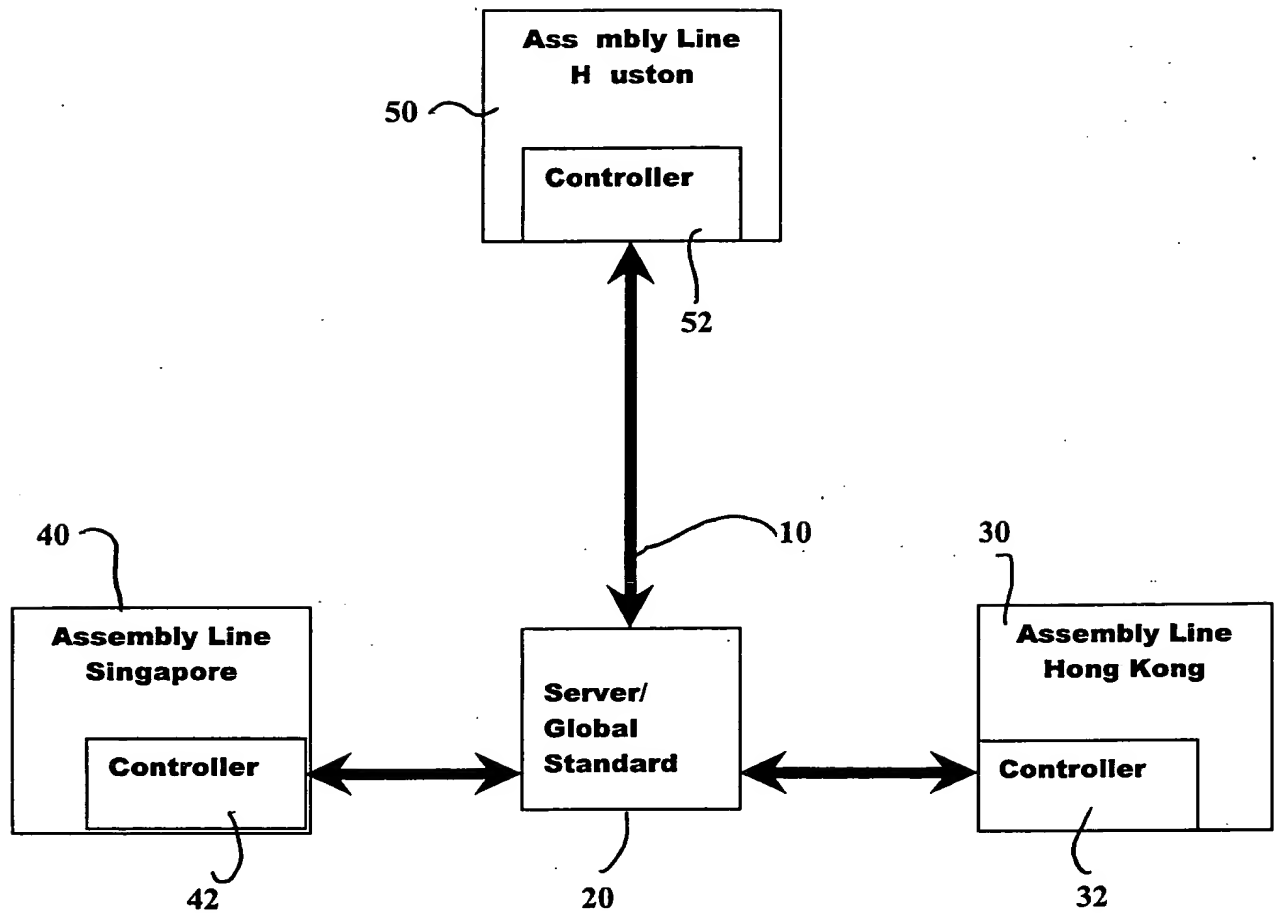 Ass mbly Line
H uston
50
Controller
52
10
40
Assembly Line
Singapore
Controller
42
Server/
Global
Standard
20
30
Assembly Line
Hong Kong
Controller
32